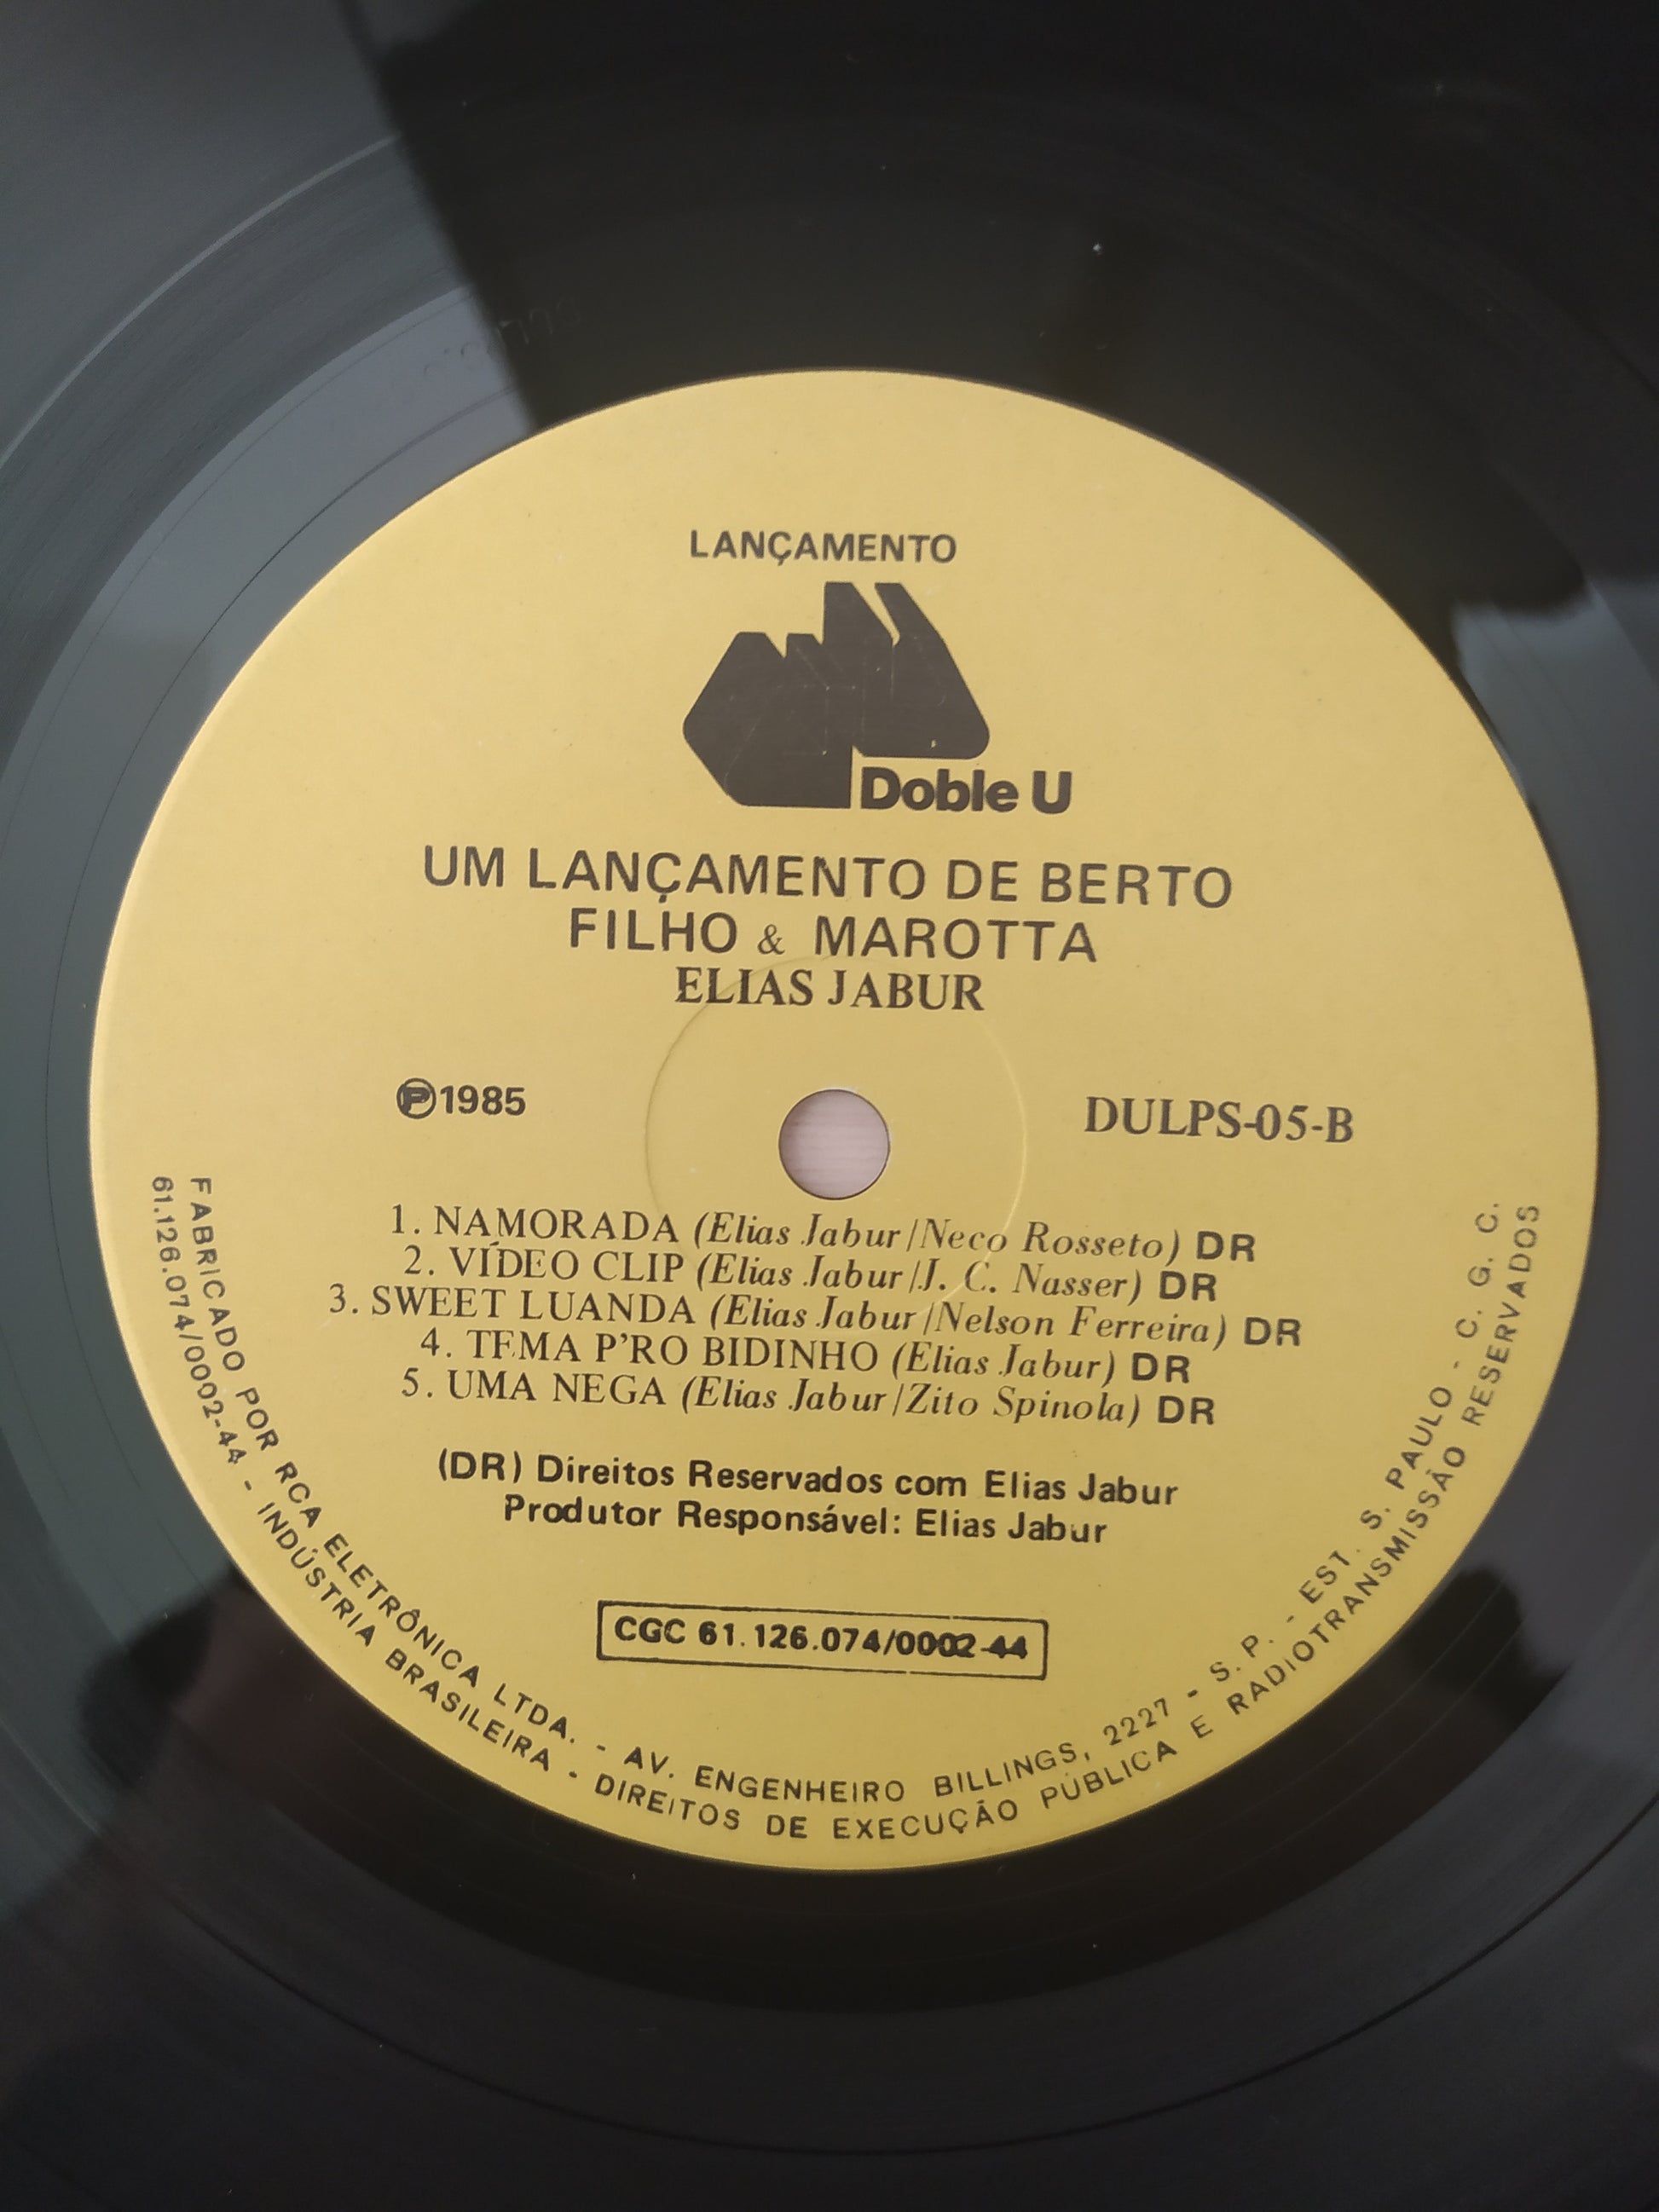 LANÇAMENTO
Doble U
UM LANÇAMENTO DE BERTO
FILHO & MAROTTA
ELIAS JABUR
Ⓟ1985
DULPS-05-B
1. NAMORADA (Elias Jabur/Neco Rosseto) DR
2. VÍDEO CLIP (Elias Jabur/J. C. Nasser) DR
3. SWEET LUANDA (Elias Jabur/Nelson Ferreira) DR
4. TEMA P'RO BIDINHO (Elias Jabur) DR
5. UMA NEGA (Elias Jabur/Zito Spinola) DR
(DR) Direitos Reservados com Elias Jabur
Produtor Responsável: Elias Jabur
CGC 61.126.074/0002-44
FABRICADO POR RCA ELETRÔNICA LTDA. - AV. ENGENHEIRO BILLINGS, 2227 - S. P. - EST. S. PAULO - C. G. C.
61.126.074/0002-44 - INDÚSTRIA BRASILEIRA - DIREITOS DE EXECUÇÃO PÚBLICA E RADIOTRANSMISSÃO RESERVADOS